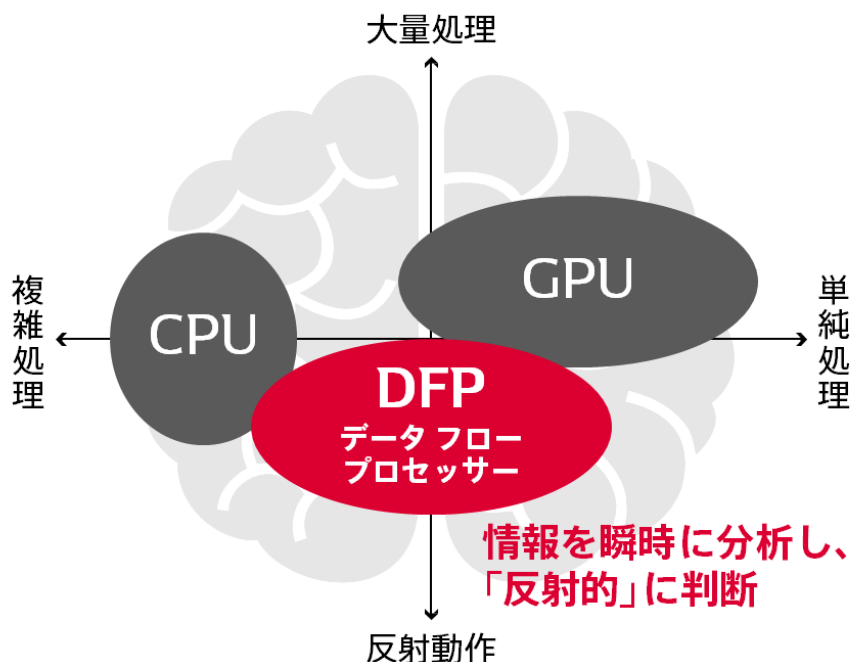 大量処理
複雑処理
CPU
GPU
単純処理
DFP
データ フロー
プロセッサー
情報を瞬時に分析し、
「反射的」に判断
反射動作